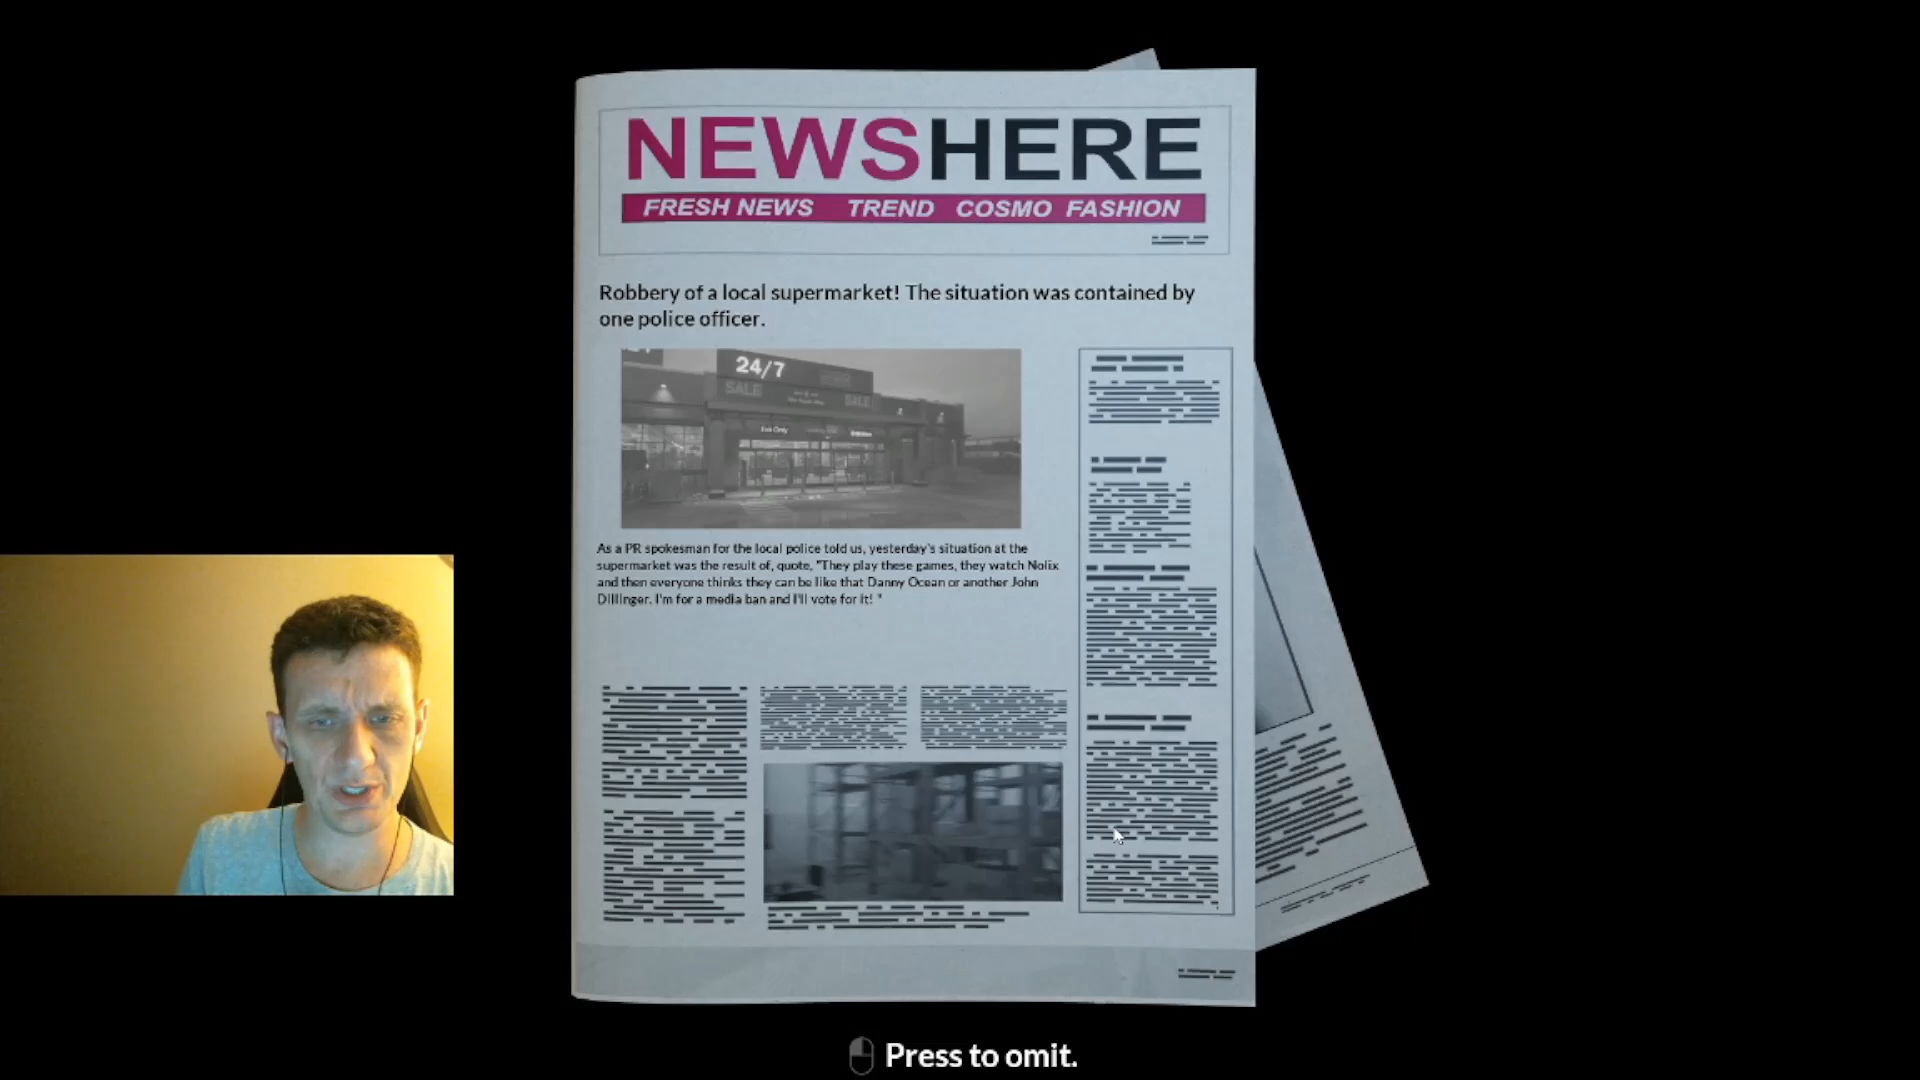 NEWSHERE
FRESH NEWS TREND COSMO FASHION
Robbery of a local supermarket! The situation was contained by
one police officer.
24/7
SALE
SALE
Exit Only
As a PR spokesman for the local police told us, yesterday's situation at the
supermarket was the result of, quote, "They play these games, they watch Nolix
and then everyone thinks they can be like that Danny Ocean or another John
Dillinger. I'm for a media ban and I'll vote for it! "
Press to omit.